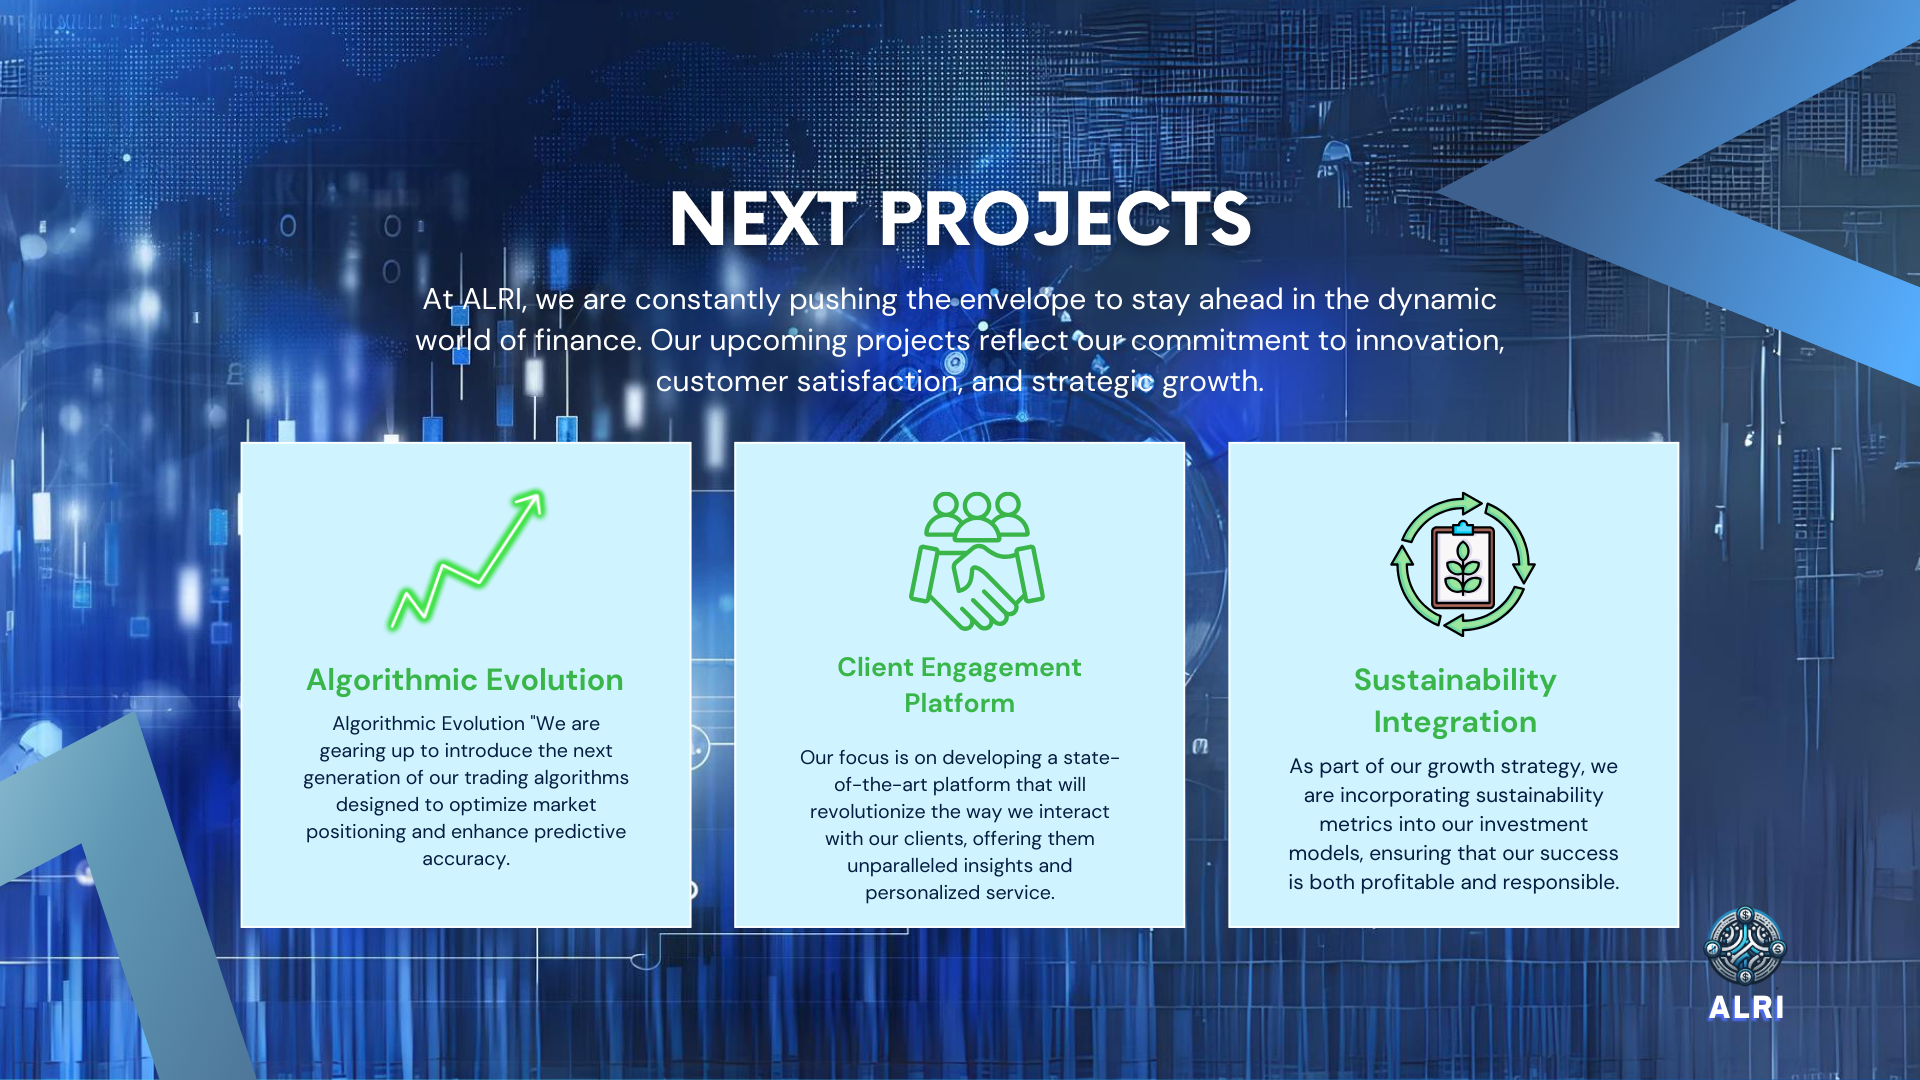 NEXT PROJECTS
At ALRI, we are constantly pushing the envelope to stay ahead in the dynamic
world of finance. Our upcoming projects reflect our commitment to innovation,
customer satisfaction, and strategic growth.
Algorithmic Evolution
Algorithmic Evolution "We are
gearing up to introduce the next
generation of our trading algorithms
designed to optimize market
positioning and enhance predictive
accuracy.
Client Engagement
Platform
Our focus is on developing a state-
of-the-art platform that will
revolutionize the way we interact
with our clients, offering them
unparalleled insights and
personalized service.
Sustainability
Integration
As part of our growth strategy, we
are incorporating sustainability
metrics into our investment
models, ensuring that our success
is both profitable and responsible.
ALRI